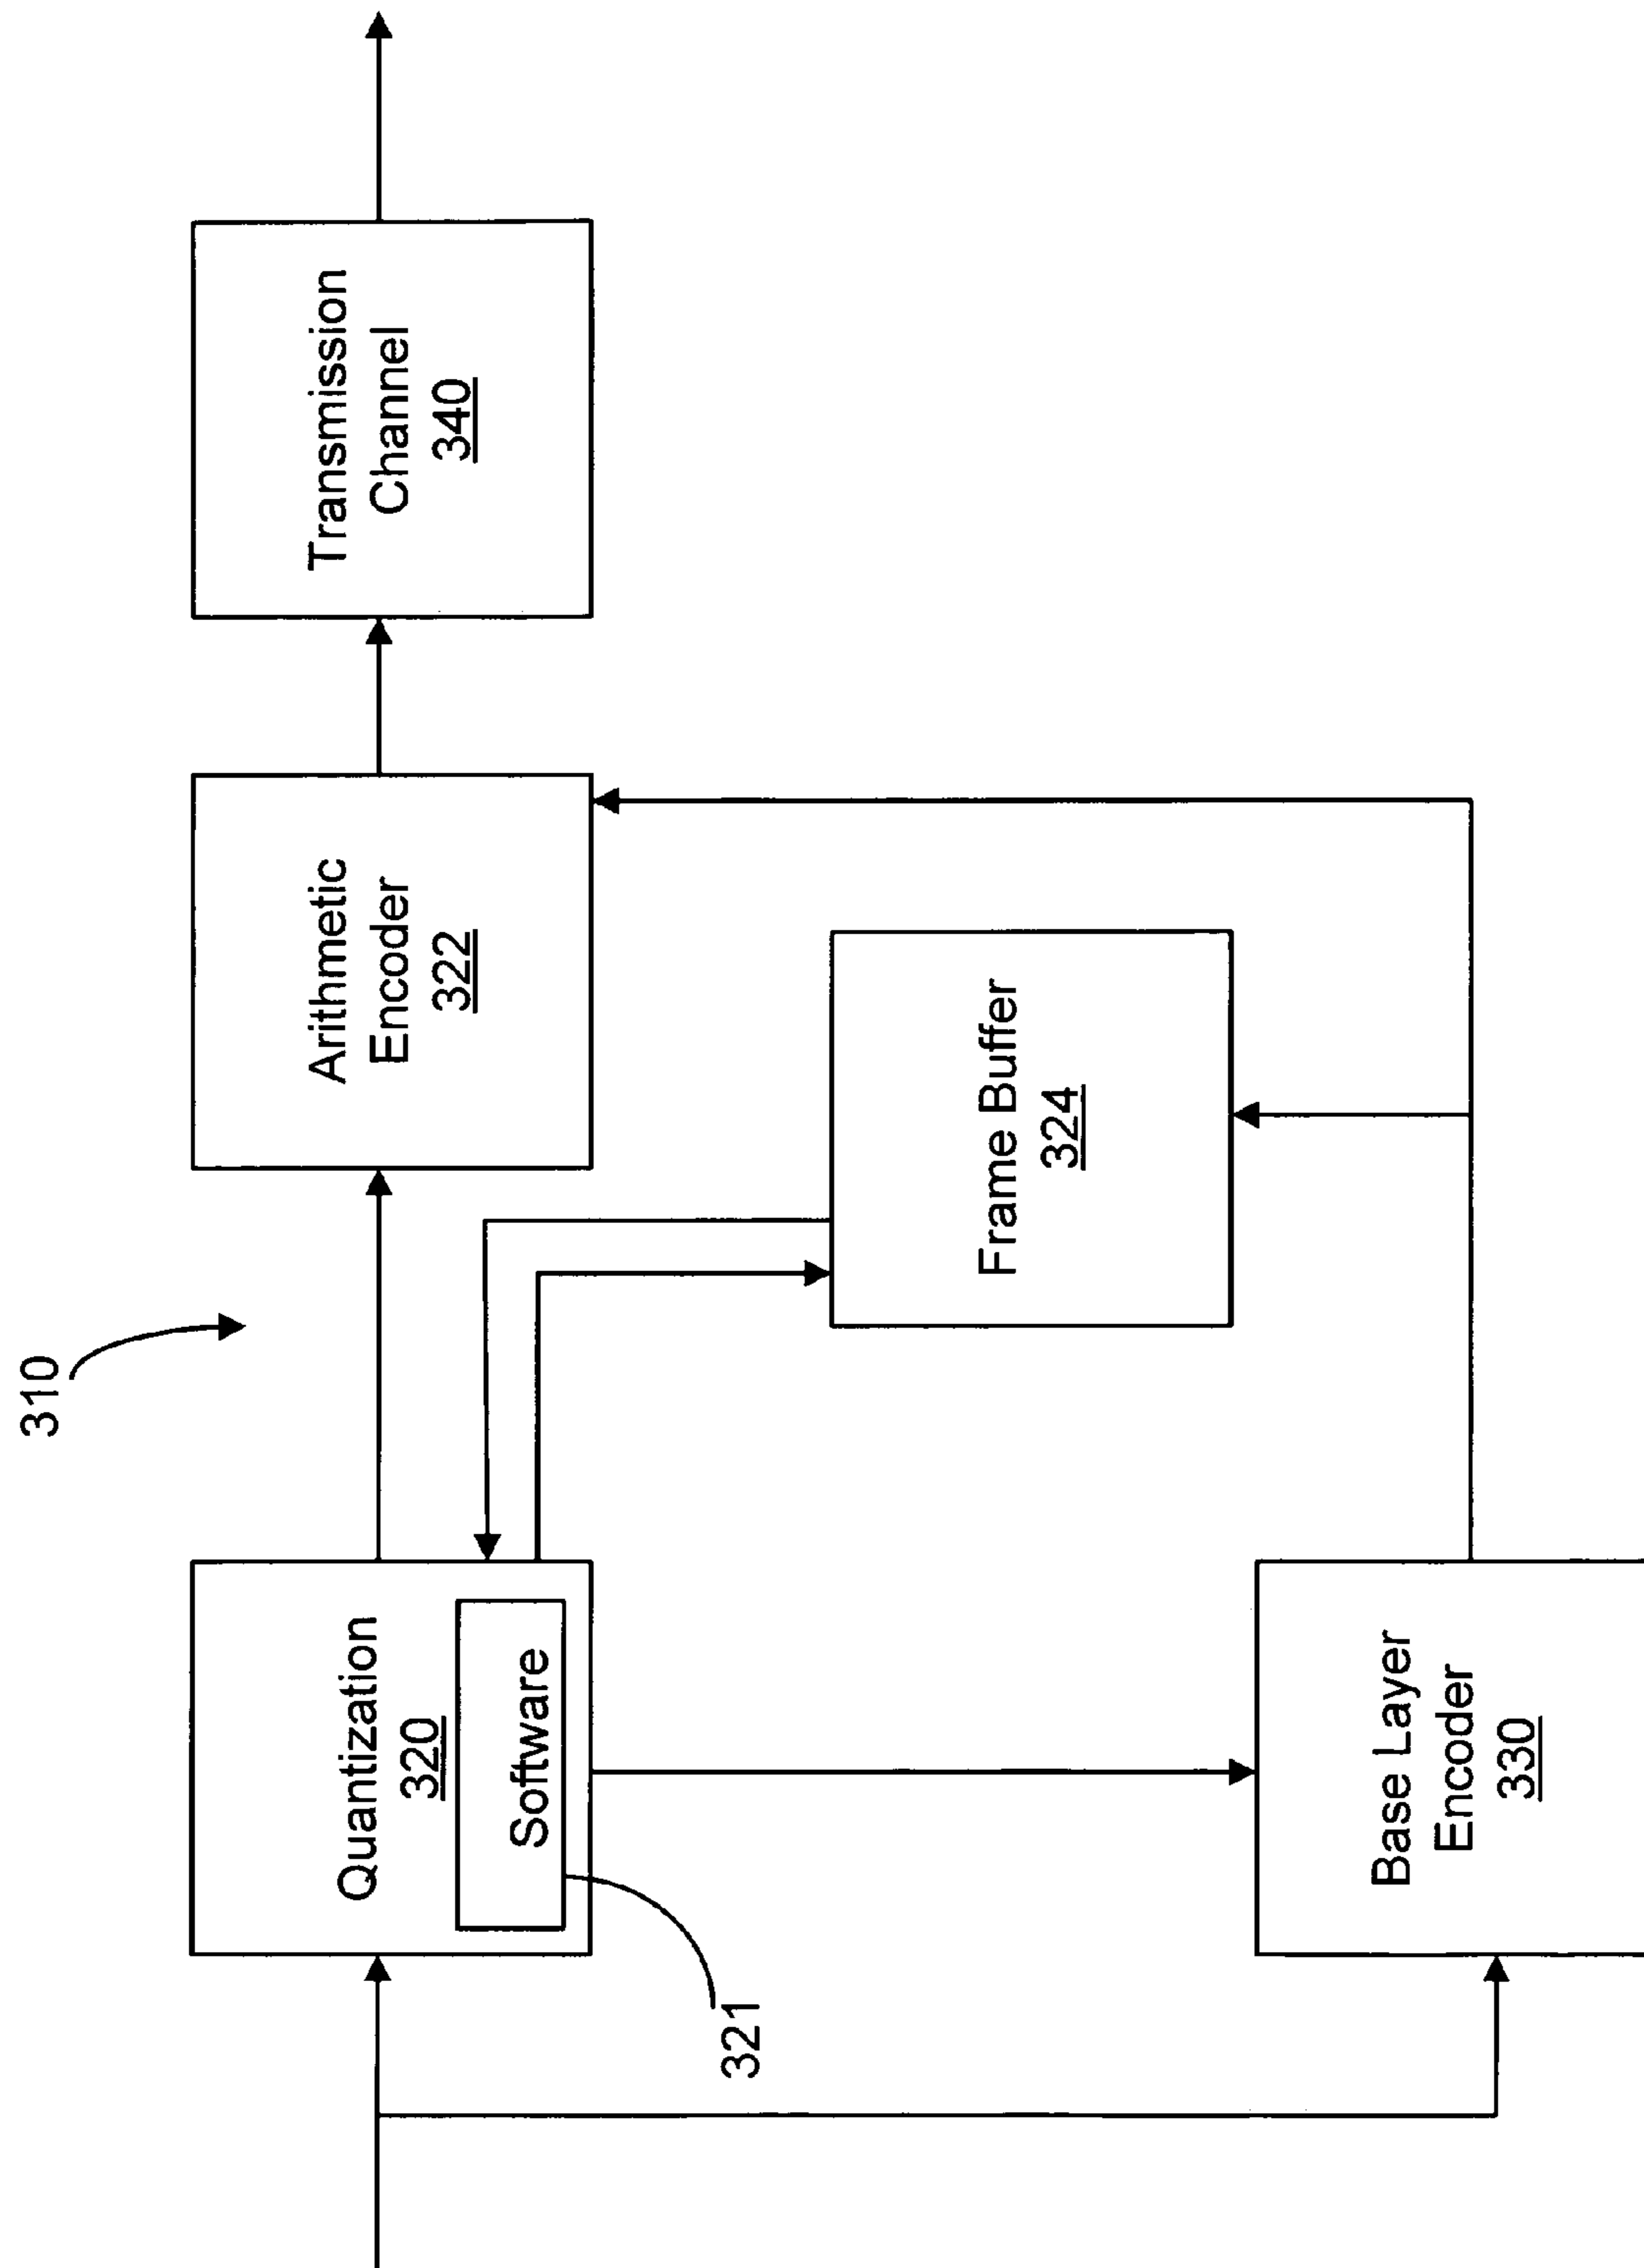 310
Quantization
320
Software
321
Arithmetic
Encoder
322
Transmission
Channel
340
Frame Buffer
324
Base Layer
Encoder
330